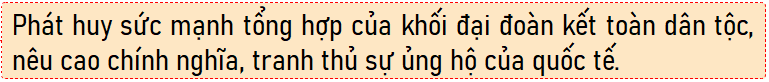 Phát huy sức mạnh tổng hợp của khối đại đoàn kết toàn dân tộc,
nêu cao chính nghĩa, tranh thủ sự ủng hộ của quốc tế.